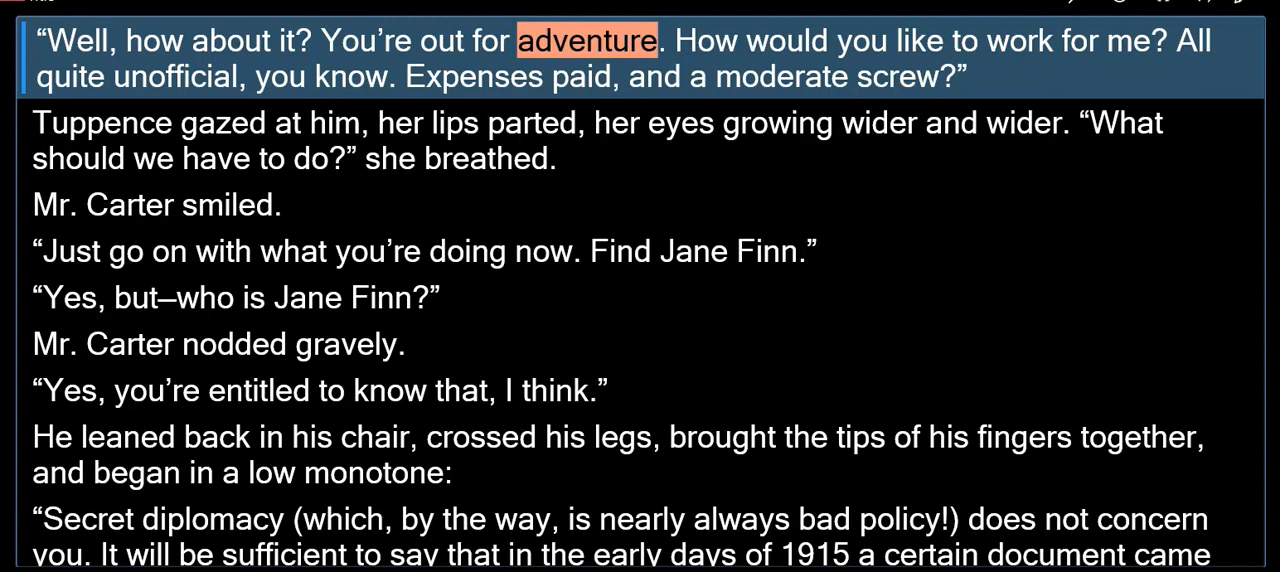 “Well, how about it? You’re out for adventure. How would you like to work for me? All
quite unofficial, you know. Expenses paid, and a moderate screw?”
Tuppence gazed at him, her lips parted, her eyes growing wider and wider. “What
should we have to do?” she breathed.
Mr. Carter smiled.
“Just go on with what you’re doing now. Find Jane Finn.”
“Yes, but—who is Jane Finn?”
Mr. Carter nodded gravely.
“Yes, you’re entitled to know that, I think.”
He leaned back in his chair, crossed his legs, brought the tips of his fingers together,
and began in a low monotone:
“Secret diplomacy (which, by the way, is nearly always bad policy!) does not concern
you. It will be sufficient to say that in the early days of 1915 a certain document came